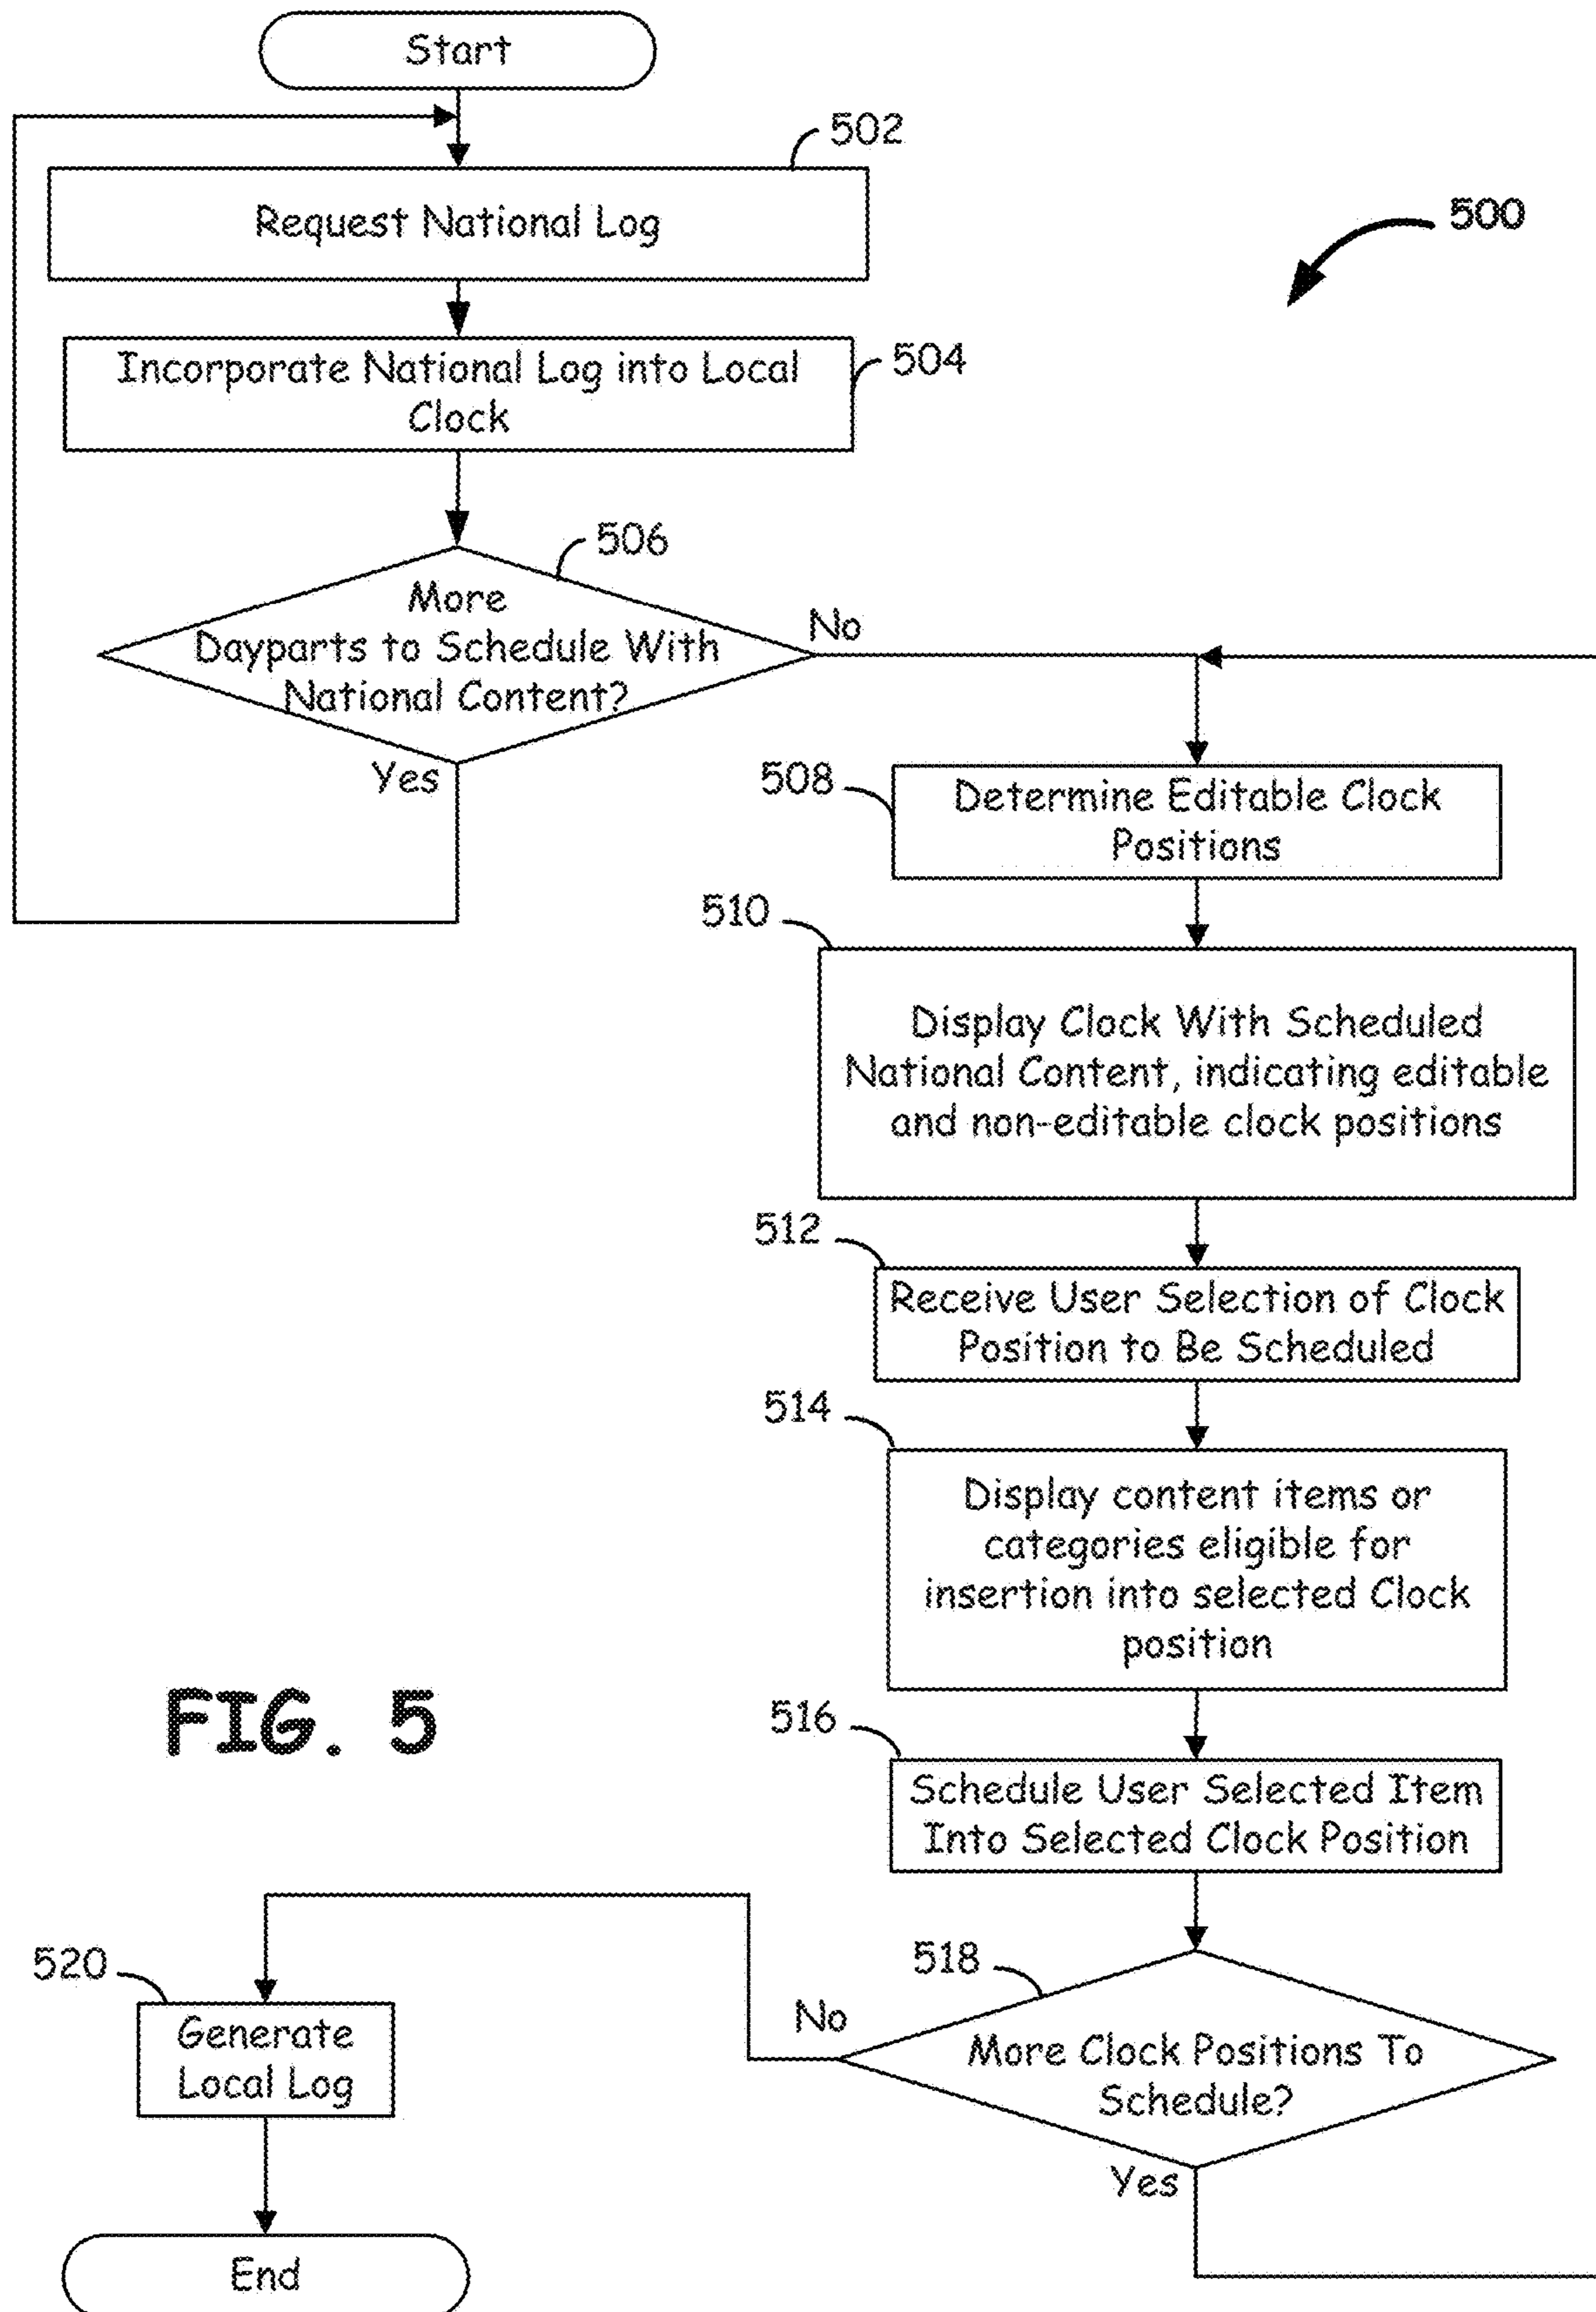 Start
502
Request National Log
500
Incorporate National Log into Local
Clock
504
506
More
Dayparts to Schedule With
National Content?
No
Yes
508
Determine Editable Clock
Positions
510
Display Clock With Scheduled
National Content, indicating editable
and non-editable clock positions
512
Receive User Selection of Clock
Position to Be Scheduled
514
Display content items or
categories eligible for
insertion into selected Clock
position
FIG. 5
516
Schedule User Selected Item
Into Selected Clock Position
518
No
More Clock Positions To
Schedule?
Yes
520
Generate
Local Log
End